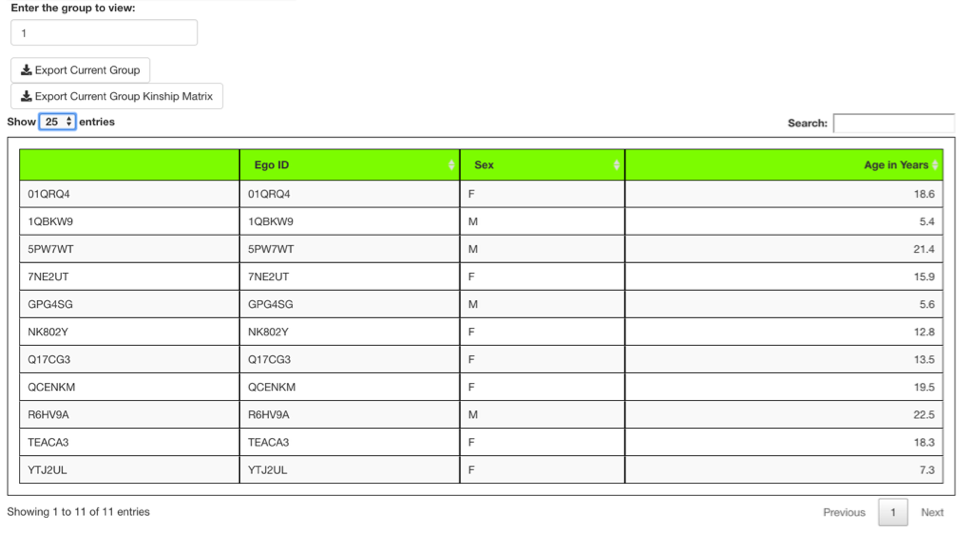 Enter the group to view:
1
Export Current Group
Export Current Group Kinship Matrix
Show 25 entries Search:
Ego ID Sex Age in Years
01QRQ4 01QRQ4 F 18.6
1QBKW9 1QBKW9 M 5.4
5PW7WT 5PW7WT M 21.4
7NE2UT 7NE2UT F 15.9
GPG4SG GPG4SG M 5.6
NK802Y NK802Y F 12.8
Q17CG3 Q17CG3 F 13.5
QCENKM QCENKM F 19.5
R6HV9A R6HV9A M 22.5
TEACA3 TEACA3 F 18.3
YTJ2UL YTJ2UL F 7.3
Showing 1 to 11 of 11 entries Previous 1 Next